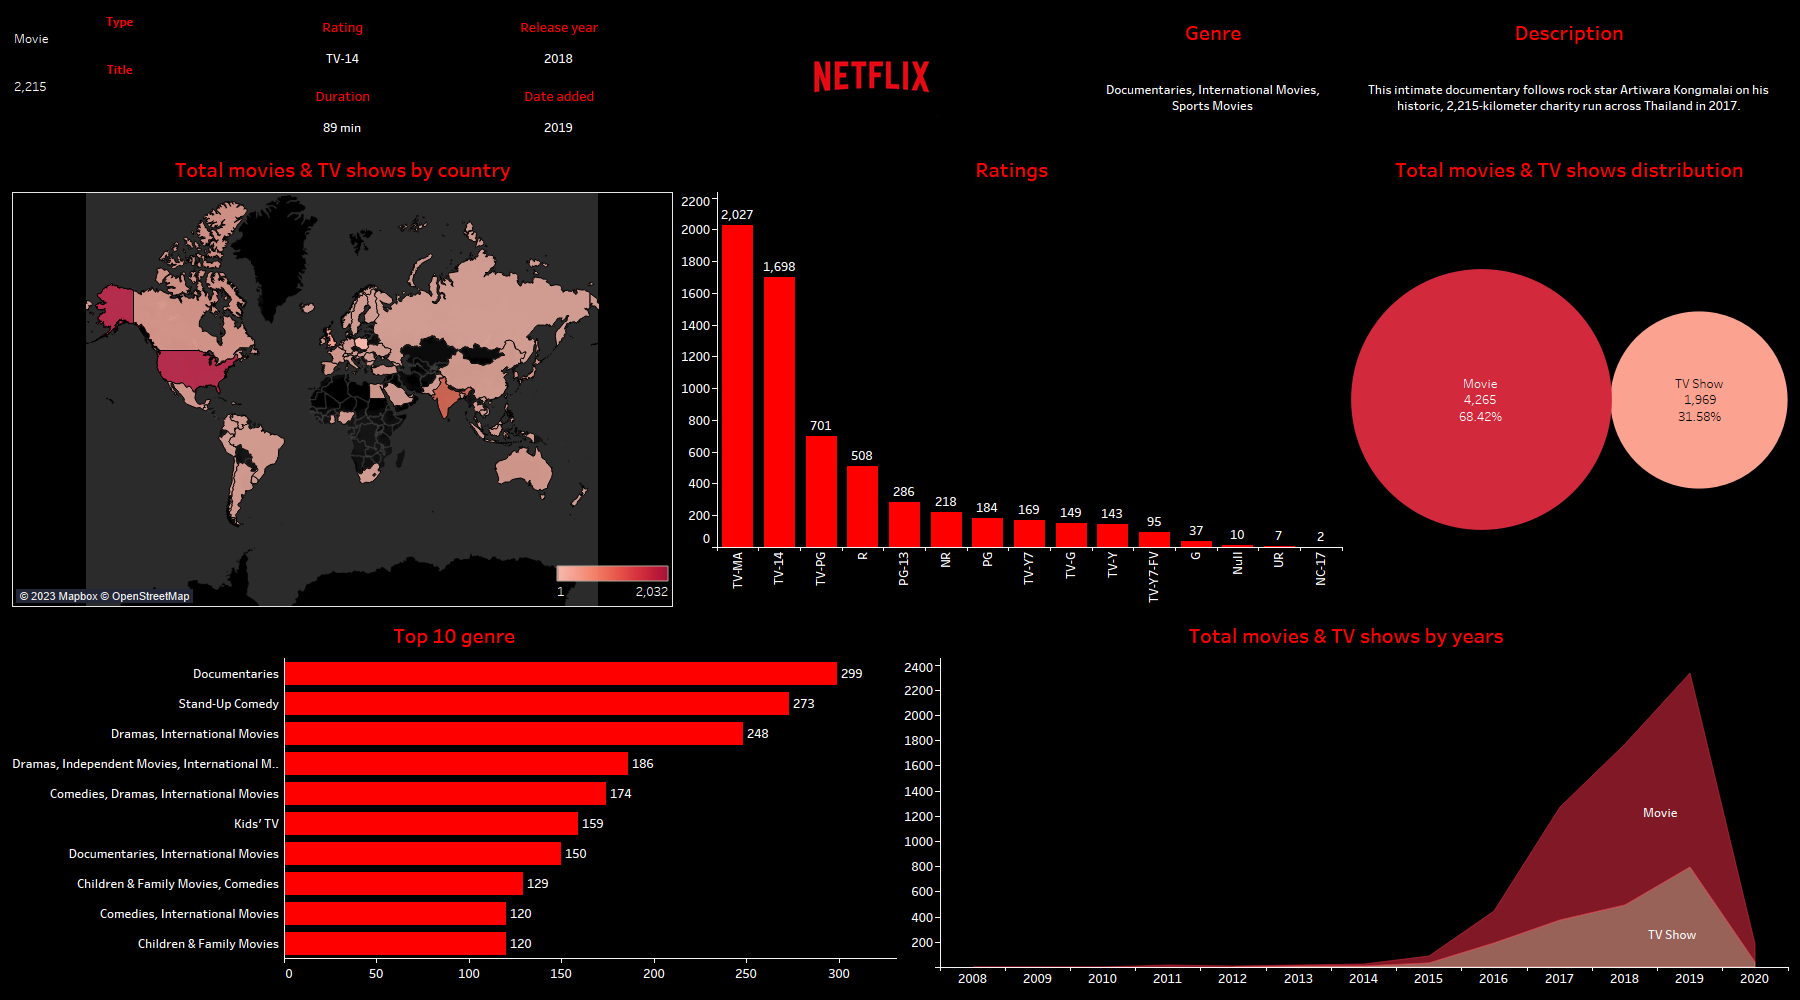 Type
Movie
Title
2,215
Rating
TV-14
Duration
89 min
Release year
2018
Date added
2019
NETFLIX
Genre
Documentaries, International Movies,
Sports Movies
Description
This intimate documentary follows rock star Artiwara Kongmalai on his
historic, 2,215-kilometer charity run across Thailand in 2017.
Total movies & TV shows by country
1
2,032
© 2023 Mapbox © OpenStreetMap
Ratings
2200
2000
1800
1600
1400
1200
1000
800
600
400
200
0
2,027
1,698
701
508
286
218
184
169
149
143
95
37
10
7
2
TV-MA
TV-14
TV-PG
R
PG-13
NR
PG
TV-Y7
TV-G
TV-Y
TV-Y7-FV
G
Null
UR
NC-17
Total movies & TV shows distribution
Movie
4,265
68.42%
TV Show
1,969
31.58%
Top 10 genre
Documentaries 299
Stand-Up Comedy 273
Dramas, International Movies 248
Dramas, Independent Movies, International M.. 186
Comedies, Dramas, International Movies 174
Kids' TV 159
Documentaries, International Movies 150
Children & Family Movies, Comedies 129
Comedies, International Movies 120
Children & Family Movies 120
0 50 100 150 200 250 300
Total movies & TV shows by years
2400
2200
2000
1800
1600
1400
1200
1000
800
600
400
200
Movie
TV Show
2008 2009 2010 2011 2012 2013 2014 2015 2016 2017 2018 2019 2020